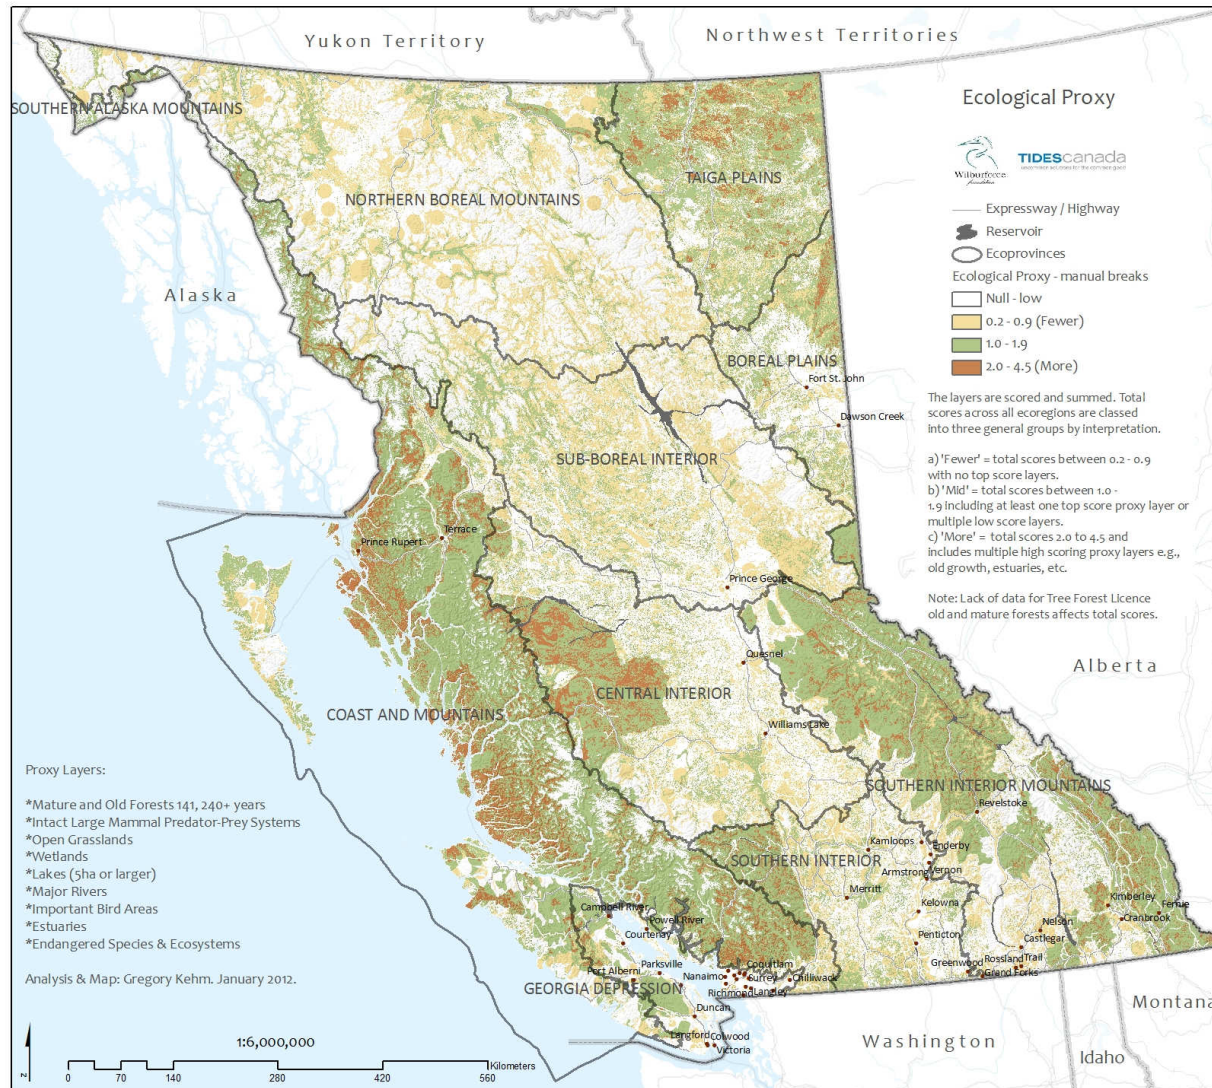 Yukon Territory
Northwest Territories
Ecological Proxy
Wilburforce
foundation
TIDESCANADA
Expressway / Highway
Reservoir
Ecoprovinces
Ecological Proxy - manual breaks
Null - low
0.2 - 0.9 (Fewer)
1.0 - 1.9
2.0 - 4.5 (More)
The layers are scored and summed. Total
scores across all ecoregions are classed
into three general groups by interpretation.
a) 'Fewer' = total scores between 0.2 - 0.9
with no top score layers.
b) 'Mid' = total scores between 1.0 -
1.9 including at least one top score proxy layer or
multiple low score layers.
c) 'More' = total scores 2.0 to 4.5 and
includes multiple high scoring proxy layers e.g.,
old growth, estuaries, etc.
Note: Lack of data for Tree Forest Licence
old and mature forests affects total scores.
SOUTHERN ALASKA MOUNTAINS
TAIGA PLAINS
NORTHERN BOREAL MOUNTAINS
Alaska
BOREAL PLAINS
Fort St. John
Dawson Creek
SUB-BOREAL INTERIOR
Terrace
Prince Rupert
Prince George
Quesnel
Alberta
CENTRAL INTERIOR
COAST AND MOUNTAINS
Williams Lake
SOUTHERN INTERIOR MOUNTAINS
Revelstoke
Kamloops
Enderby
SOUTHERN INTERIOR
Armstrong
Vernon
Merritt
Kelowna
Kimberley
Fernie
Cranbrook
Campbell River
Powell River
Nelson
Courtenay
Penticton
Castlegar
Parksville
Coquitlam
Greenwood
Rossland
Trail
Port Alberni
Nanaimo
Surrey
Chilliwack
Grand Forks
GEORGIA DEPRESSION
Richmond
Langley
Duncan
Langford
Colwood
Victoria
Washington
Montana
Idaho
Proxy Layers:
*Mature and Old Forests 141, 240+ years
*Intact Large Mammal Predator-Prey Systems
*Open Grasslands
*Wetlands
*Lakes (5ha or larger)
*Major Rivers
*Important Bird Areas
*Estuaries
*Endangered Species & Ecosystems
Analysis & Map: Gregory Kehm. January 2012.
1:6,000,000
Kilometers
0 70 140 280 420 560
z